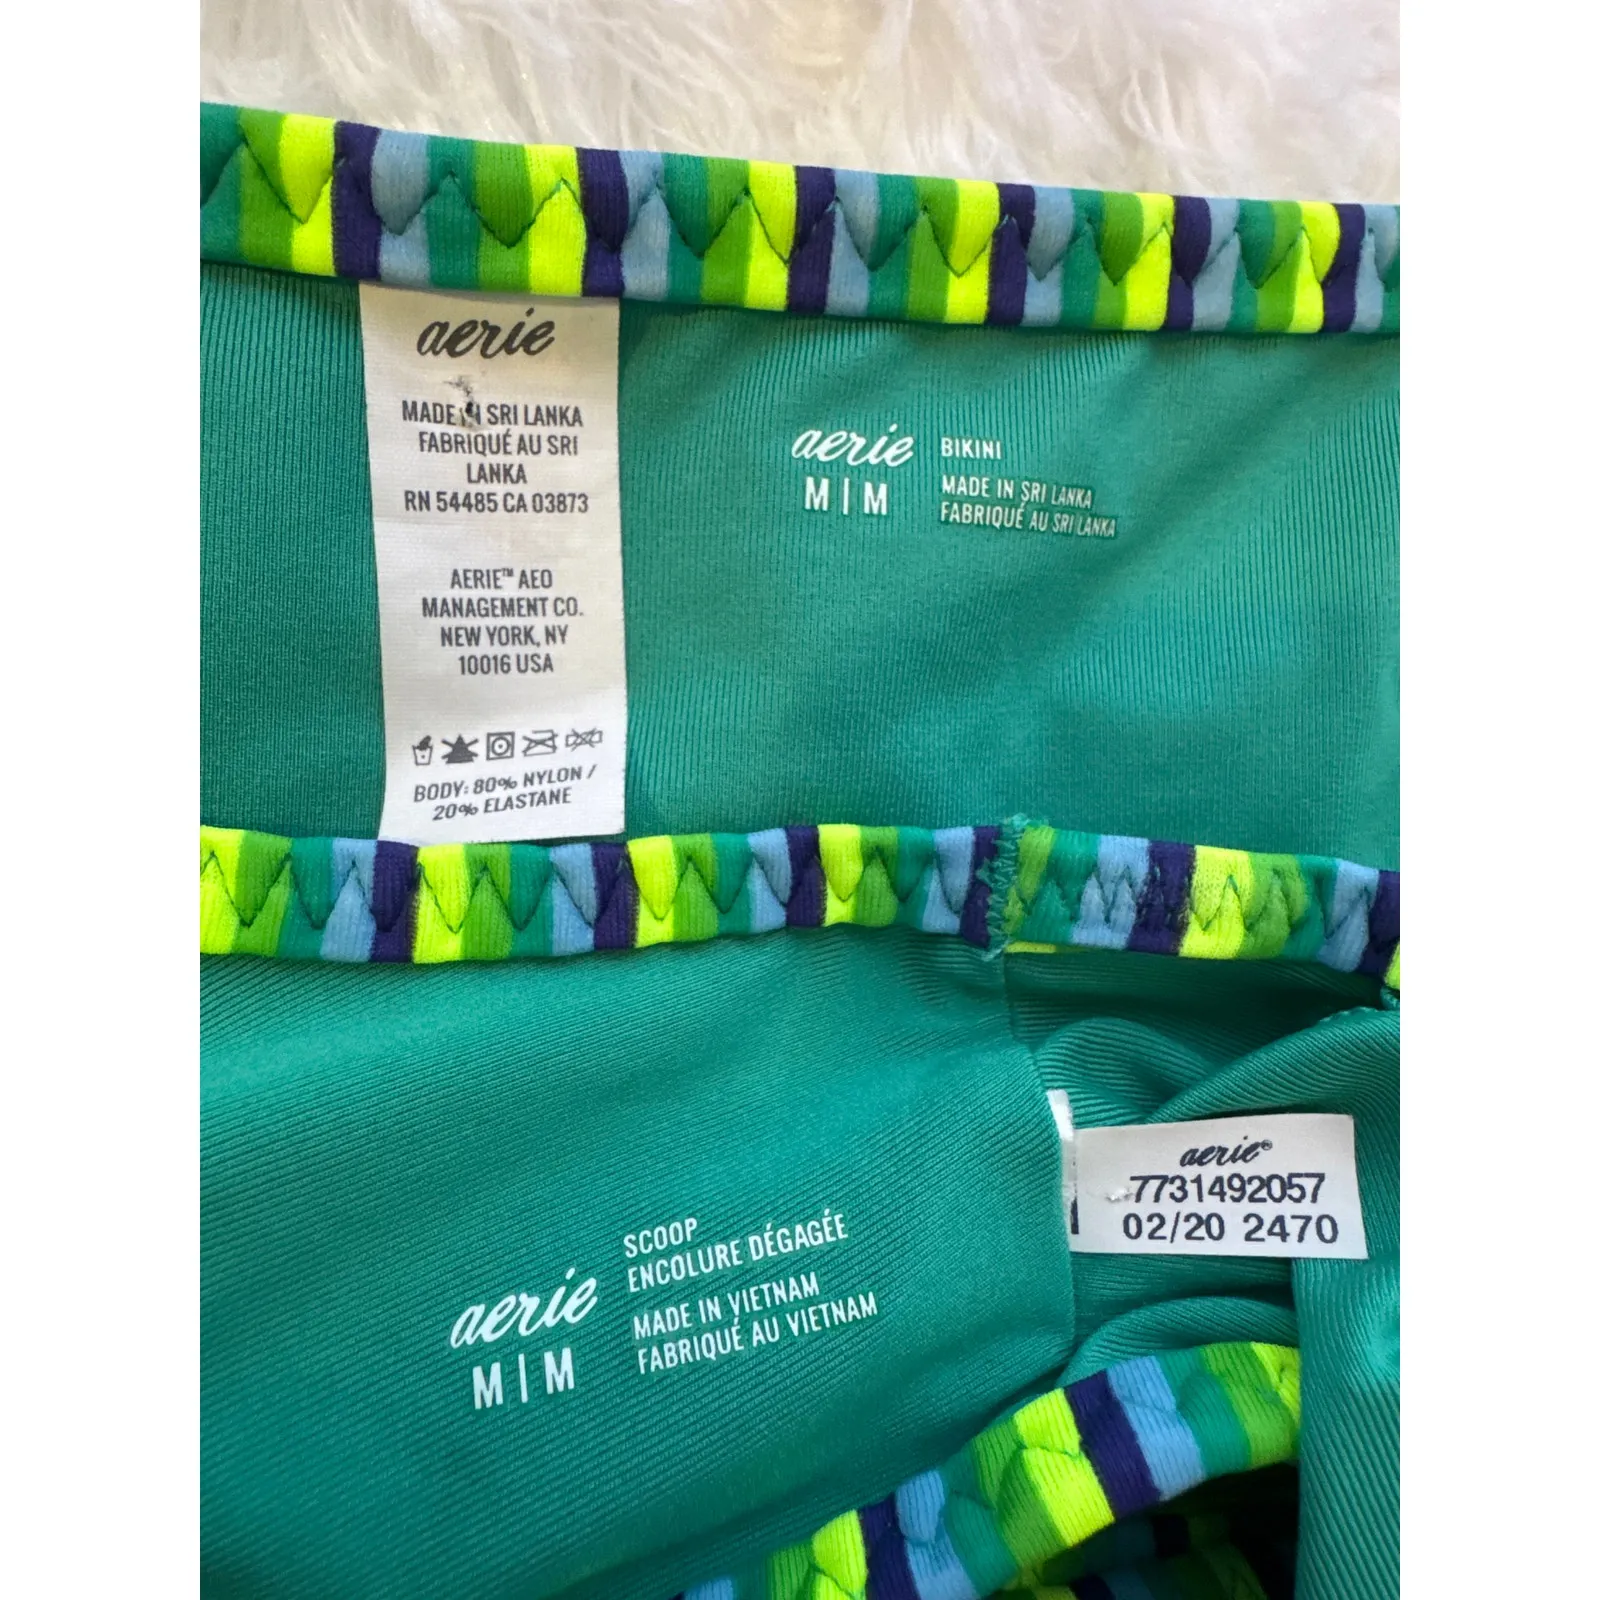 aerie
MADE IN SRI LANKA
FABRIQUÉ AU SRI
LANKA
RN 54485 CA 03873
AERIE™ AEO
MANAGEMENT CO.
NEW YORK, NY
10016 USA
BODY: 80% NYLON /
20% ELASTANE
aerie BIKINI
M | M
MADE IN SRI LANKA
FABRIQUÉ AU SRI LANKA
aerie®
7731492057
02/20 2470
SCOOP
ENCOLURE DÉGAGÉE
aerie
M | M
MADE IN VIETNAM
FABRIQUÉ AU VIETNAM